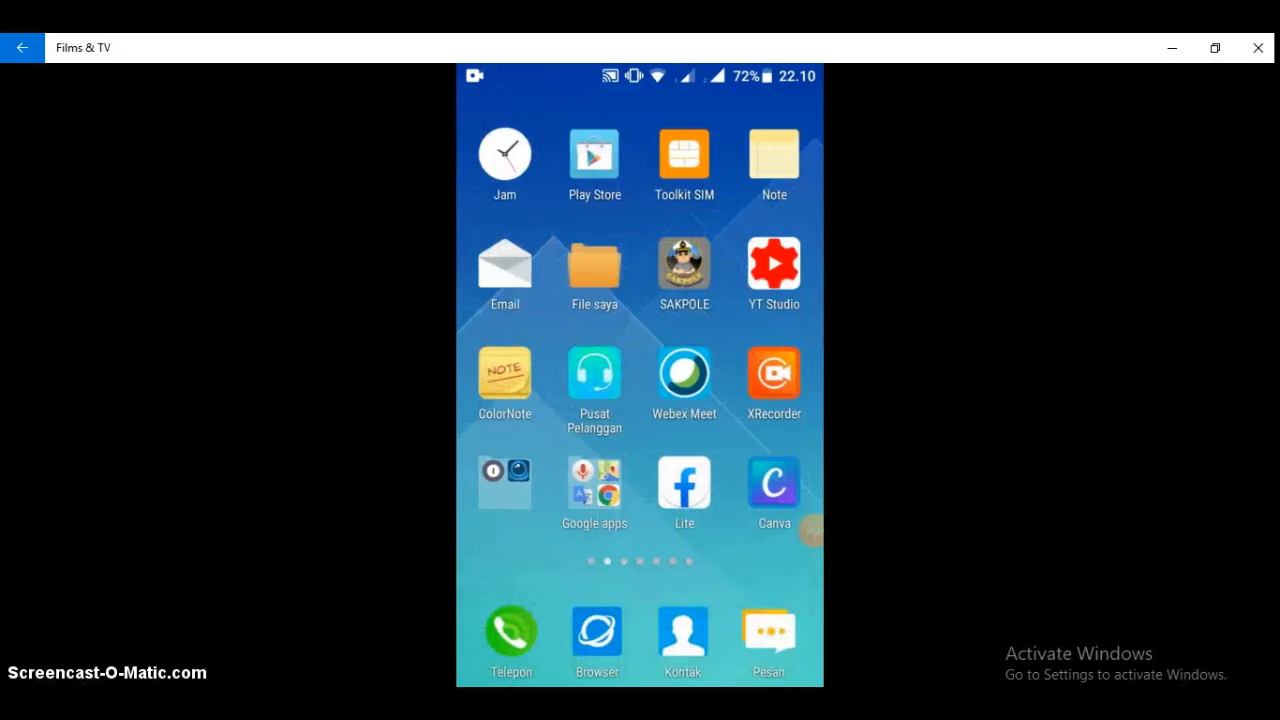 Films & TV
72% 22.10
Jam Play Store Toolkit SIM Note
Email File saya SAKPOLE YT Studio
NOTE
ColorNote Pusat Pelanggan Webex Meet XRecorder
Google apps Lite Canva
Telepon Browser Kontak Pesan
Activate Windows
Go to Settings to activate Windows.
Screencast-O-Matic.com